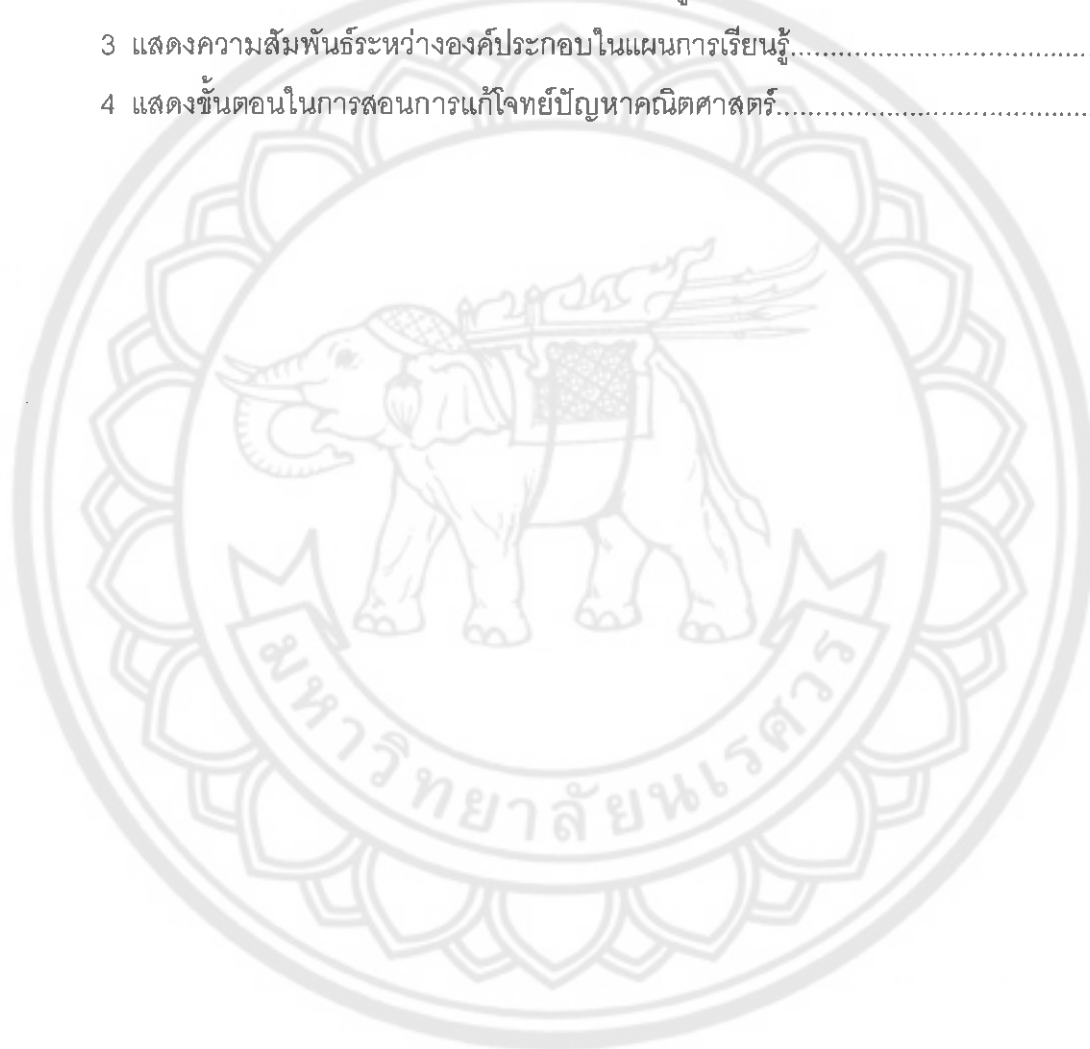 3 แสดงความสัมพันธ์ระหว่างองค์ประกอบในแผนการเรียนรู้......................................
4 แสดงขั้นตอนในการสอนการแก้โจทย์ปัญหาคณิตศาสตร์.......................................
มหาวิทยาลัยนเรศวร